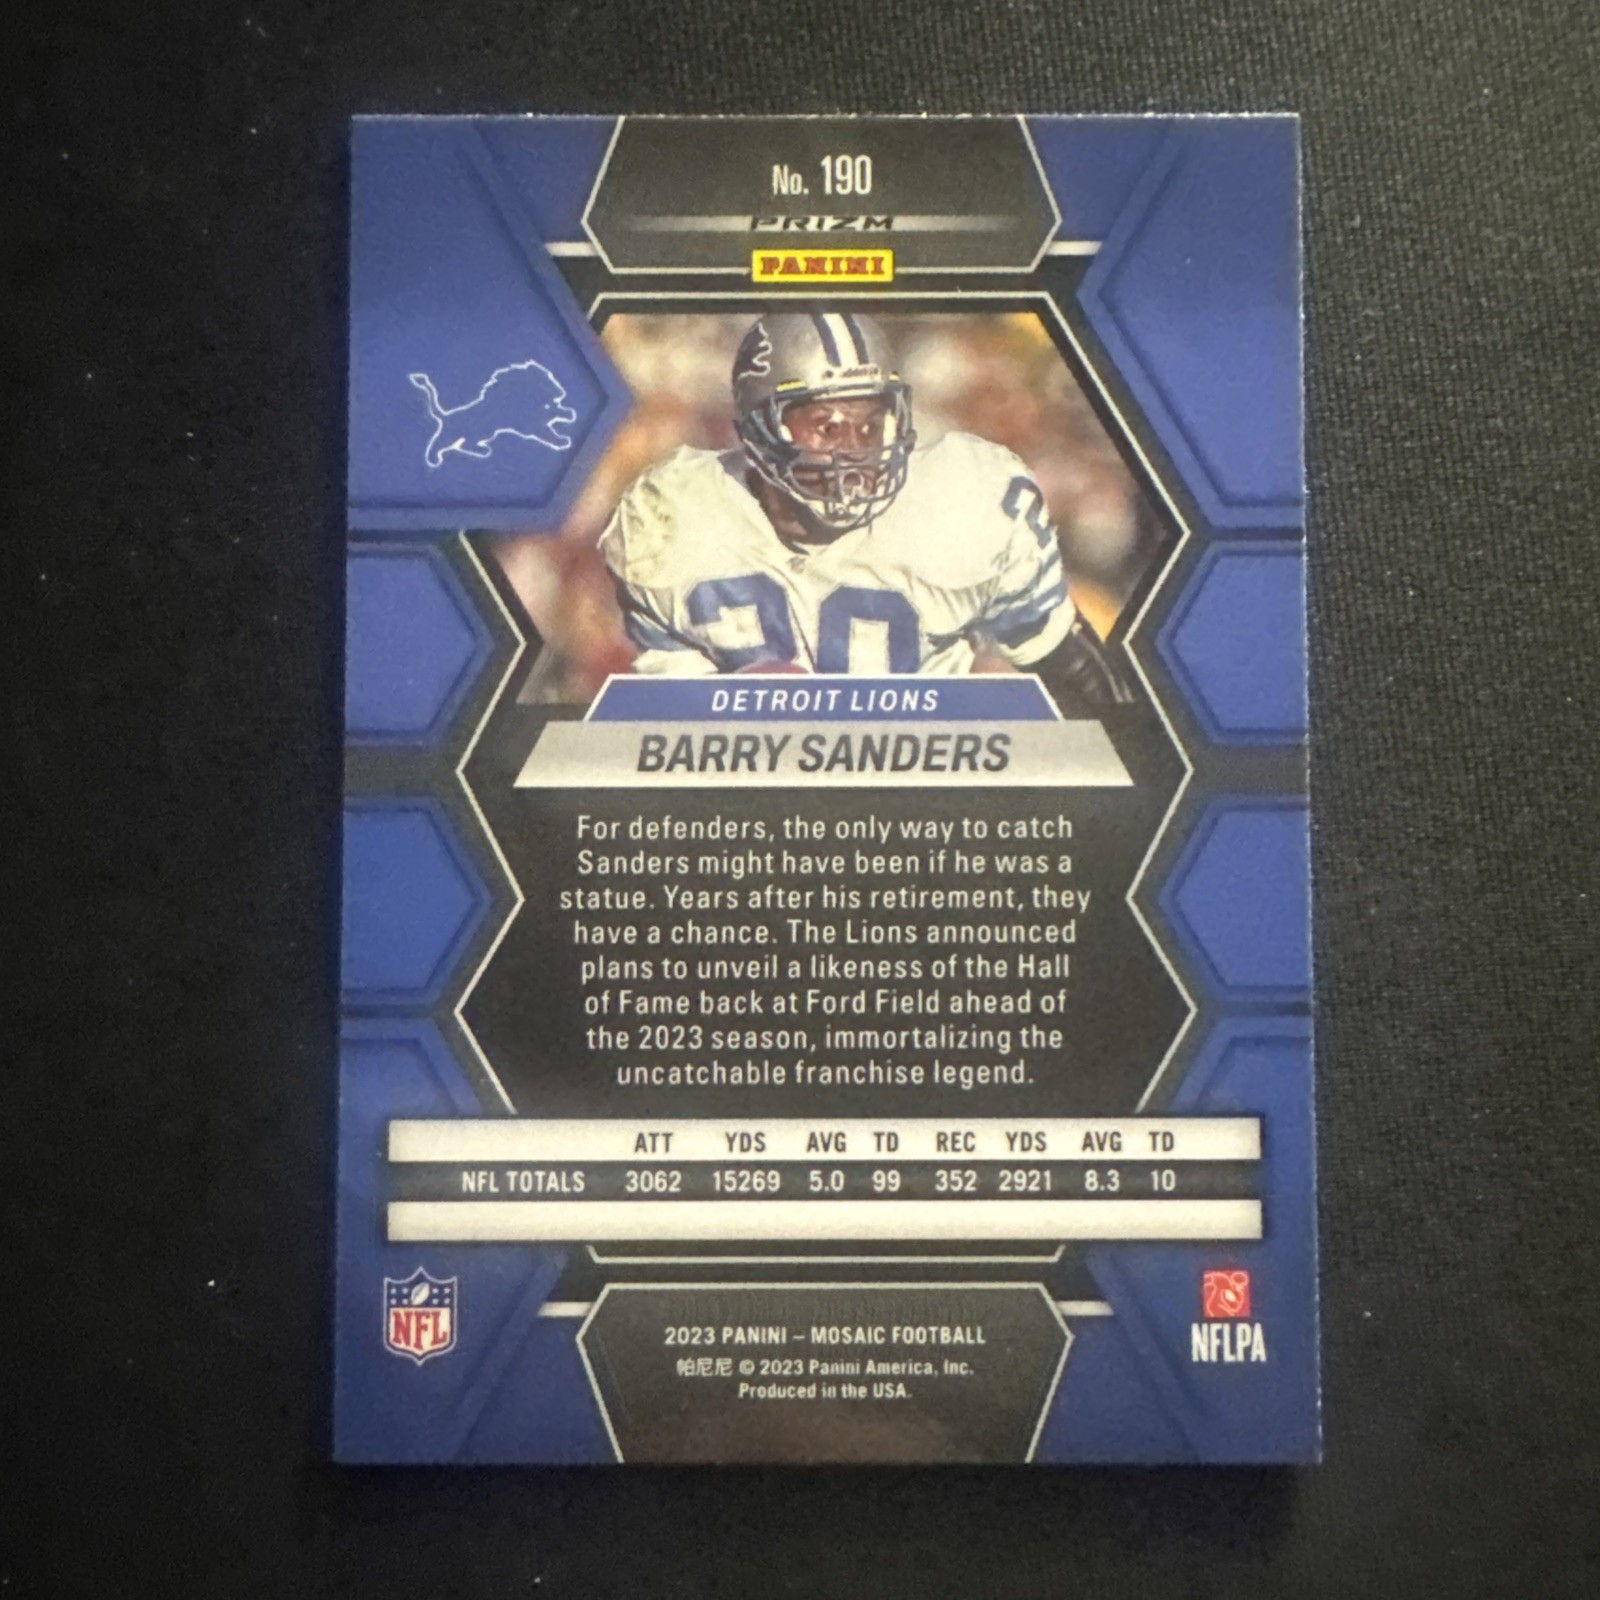 No. 190
PRIZM
PANINI
20
20
DETROIT LIONS
BARRY SANDERS
For defenders, the only way to catch
Sanders might have been if he was a
statue. Years after his retirement, they
have a chance. The Lions announced
plans to unveil a likeness of the Hall
of Fame back at Ford Field ahead of
the 2023 season, immortalizing the
uncatchable franchise legend.
ATT YDS AVG TD REC YDS AVG TD
NFL TOTALS 3062 15269 5.0 99 352 2921 8.3 10
NFL
NFLPA
2023 PANINI – MOSAIC FOOTBALL
帕尼尼 © 2023 Panini America, Inc.
Produced in the USA.